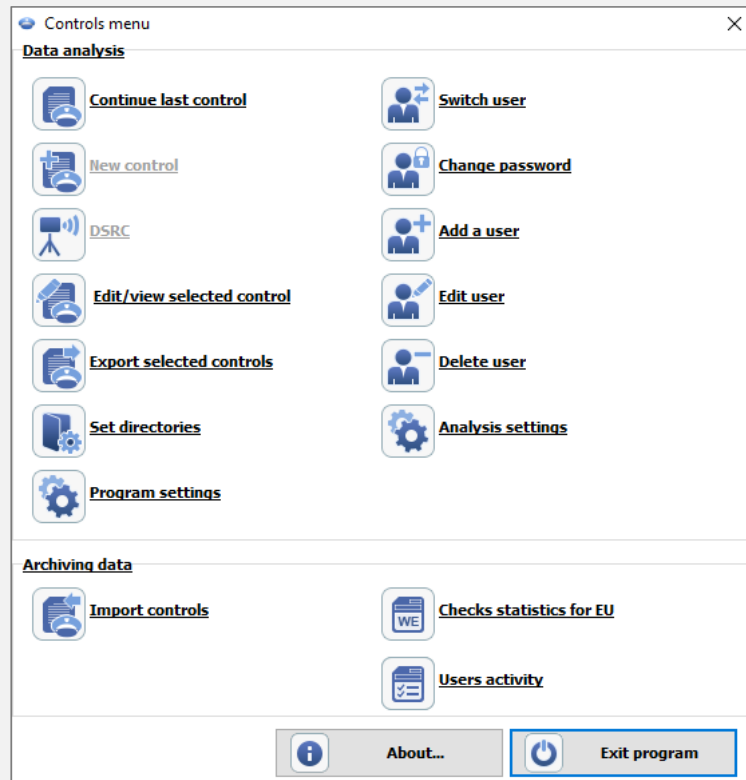 Controls menu
Data analysis
Continue last control
Switch user
New control
Change password
DSRC
Add a user
Edit/view selected control
Edit user
Export selected controls
Delete user
Set directories
Analysis settings
Program settings
Archiving data
Import controls
WE
Checks statistics for EU
Users activity
About...
Exit program